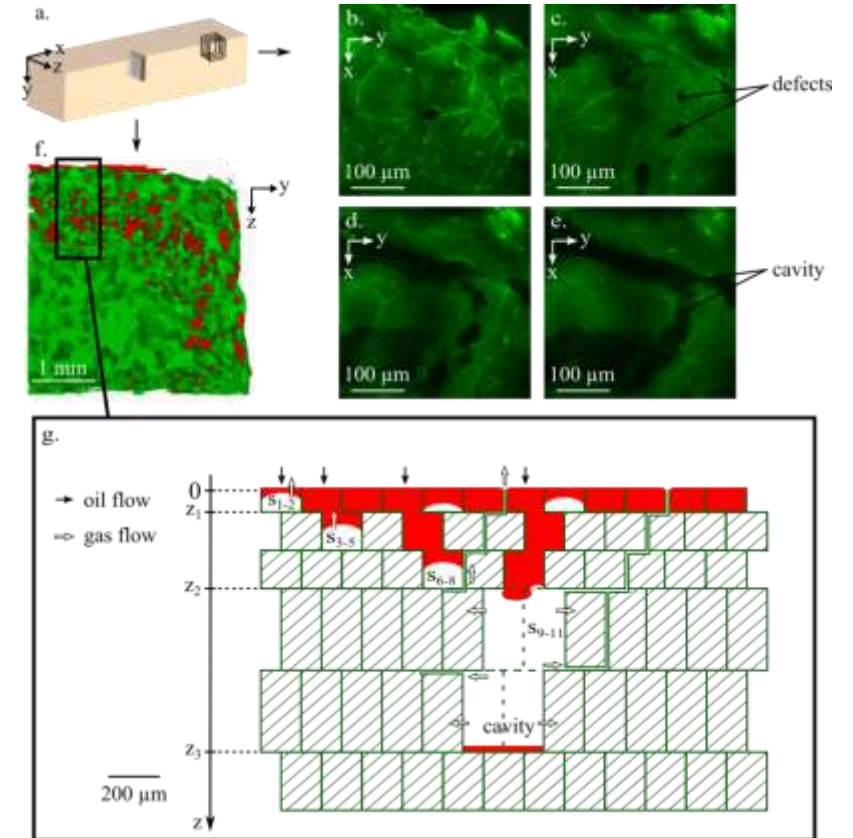 a.
x
z
y
b.
y
x
100 µm
c.
y
x
100 µm
defects
f.
y
z
1 mm
d.
y
x
100 µm
e.
y
x
100 µm
cavity
g.
oil flow
gas flow
0
z1
z2
z3
z
s1-2
s3-5
s6-8
s9-11
cavity
200 µm